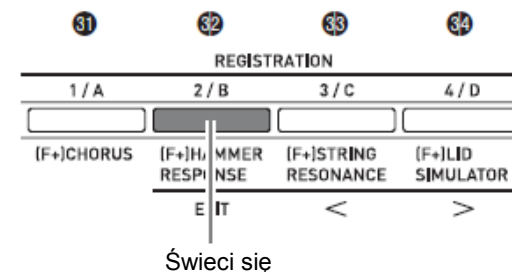 31 32 33 34
REGISTRATION
1 / A 2 / B 3 / C 4 / D
(F+)CHORUS (F+)HAMMER (F+)STRING (F+)LID
RESPONSE RESONANCE SIMULATOR
EXIT < >
Świeci się